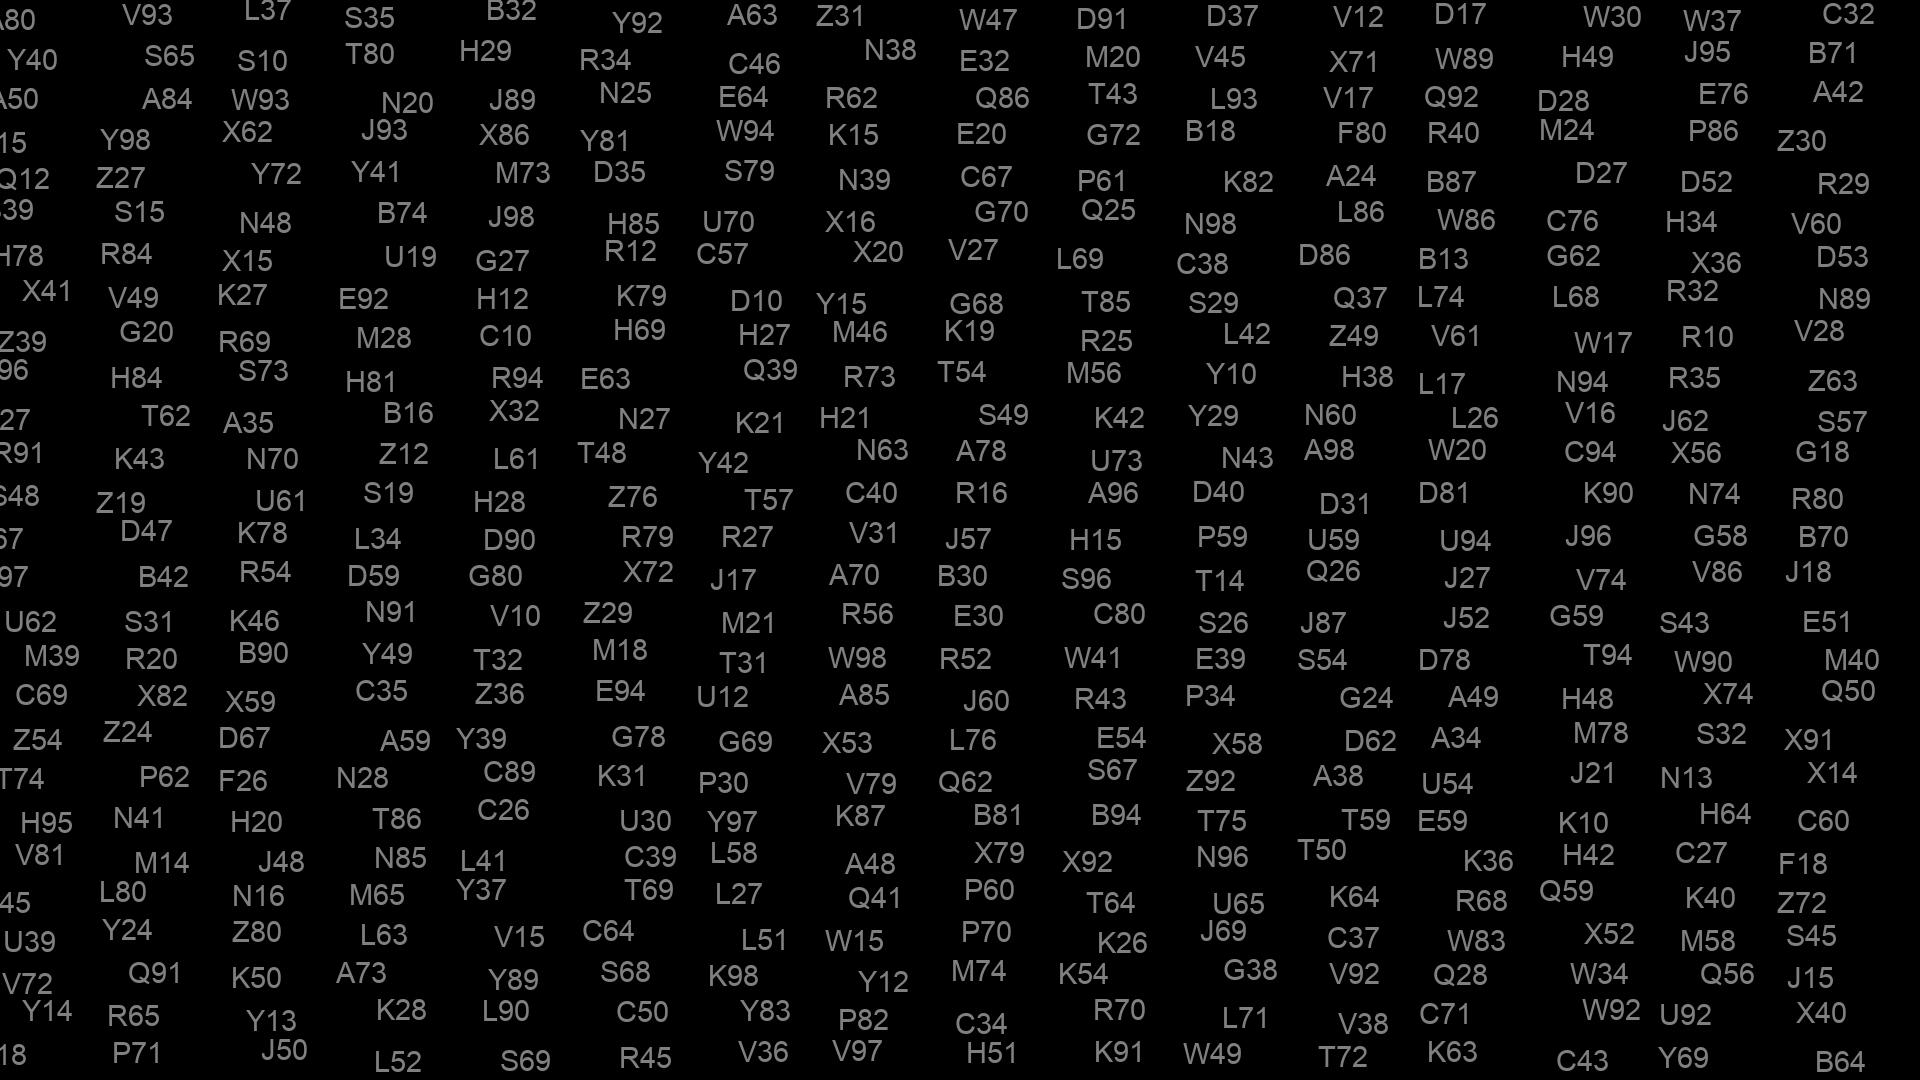 A80 V93 L37 S35 B32 Y92 A63 Z31 W47 D91 D37 V12 D17 W30 W37 C32
Y40 S65 S10 T80 H29 R34 C46 N38 E32 M20 V45 X71 W89 H49 J95 B71
A50 A84 W93 N20 J89 N25 E64 R62 Q86 T43 L93 V17 Q92 D28 E76 A42
15 Y98 X62 J93 X86 Y81 W94 K15 E20 G72 B18 F80 R40 M24 P86 Z30
Q12 Z27 Y72 Y41 M73 D35 S79 N39 C67 P61 K82 A24 B87 D27 D52 R29
39 S15 N48 B74 J98 H85 U70 X16 G70 Q25 N98 L86 W86 C76 H34 V60
H78 R84 X15 U19 G27 R12 C57 X20 V27 L69 C38 D86 B13 G62 X36 D53
X41 V49 K27 E92 H12 K79 D10 Y15 G68 T85 S29 Q37 L74 L68 R32 N89
Z39 G20 R69 M28 C10 H69 H27 M46 K19 R25 L42 Z49 V61 W17 R10 V28
96 H84 S73 H81 R94 E63 Q39 R73 T54 M56 Y10 H38 L17 N94 R35 Z63
27 T62 A35 B16 X32 N27 K21 H21 S49 K42 Y29 N60 L26 V16 J62 S57
R91 K43 N70 Z12 L61 T48 Y42 N63 A78 U73 N43 A98 W20 C94 X56 G18
S48 Z19 U61 S19 H28 Z76 T57 C40 R16 A96 D40 D31 D81 K90 N74 R80
67 D47 K78 L34 D90 R79 R27 V31 J57 H15 P59 U59 U94 J96 G58 B70
97 B42 R54 D59 G80 X72 J17 A70 B30 S96 T14 Q26 J27 V74 V86 J18
U62 S31 K46 N91 V10 Z29 M21 R56 E30 C80 S26 J87 J52 G59 S43 E51
M39 R20 B90 Y49 T32 M18 T31 W98 R52 W41 E39 S54 D78 T94 W90 M40
C69 X82 X59 C35 Z36 E94 U12 A85 J60 R43 P34 G24 A49 H48 X74 Q50
Z54 Z24 D67 A59 Y39 G78 G69 X53 L76 E54 X58 D62 A34 M78 S32 X91
T74 P62 F26 N28 C89 K31 P30 V79 Q62 S67 Z92 A38 U54 J21 N13 X14
H95 N41 H20 T86 C26 U30 Y97 K87 B81 B94 T75 T59 E59 K10 H64 C60
V81 M14 J48 N85 L41 C39 L58 A48 X79 X92 N96 T50 K36 H42 C27 F18
45 L80 N16 M65 Y37 T69 L27 Q41 P60 T64 U65 K64 R68 Q59 K40 Z72
U39 Y24 Z80 L63 V15 C64 L51 W15 P70 K26 J69 C37 W83 X52 M58 S45
V72 Q91 K50 A73 Y89 S68 K98 Y12 M74 K54 G38 V92 Q28 W34 Q56 J15
Y14 R65 Y13 K28 L90 C50 Y83 P82 C34 R70 L71 V38 C71 W92 U92 X40
18 P71 J50 L52 S69 R45 V36 V97 H51 K91 W49 T72 K63 C43 Y69 B64